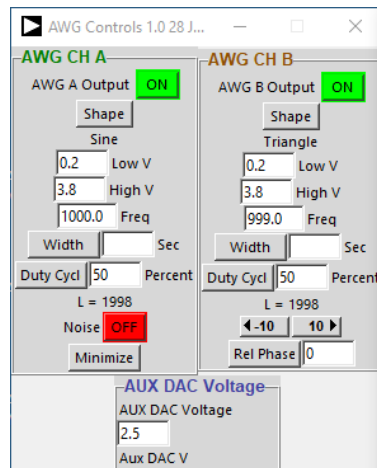 AWG Controls 1.0 28 J...
AWG CH A
AWG A Output ON
Shape
Sine
0.2 Low V
3.8 High V
1000.0 Freq
Width Sec
Duty Cycl 50 Percent
L = 1998
Noise OFF
Minimize
AWG CH B
AWG B Output ON
Shape
Triangle
0.2 Low V
3.8 High V
999.0 Freq
Width Sec
Duty Cycl 50 Percent
L = 1998
-10 10
Rel Phase 0
AUX DAC Voltage
AUX DAC Voltage
2.5
Aux DAC V